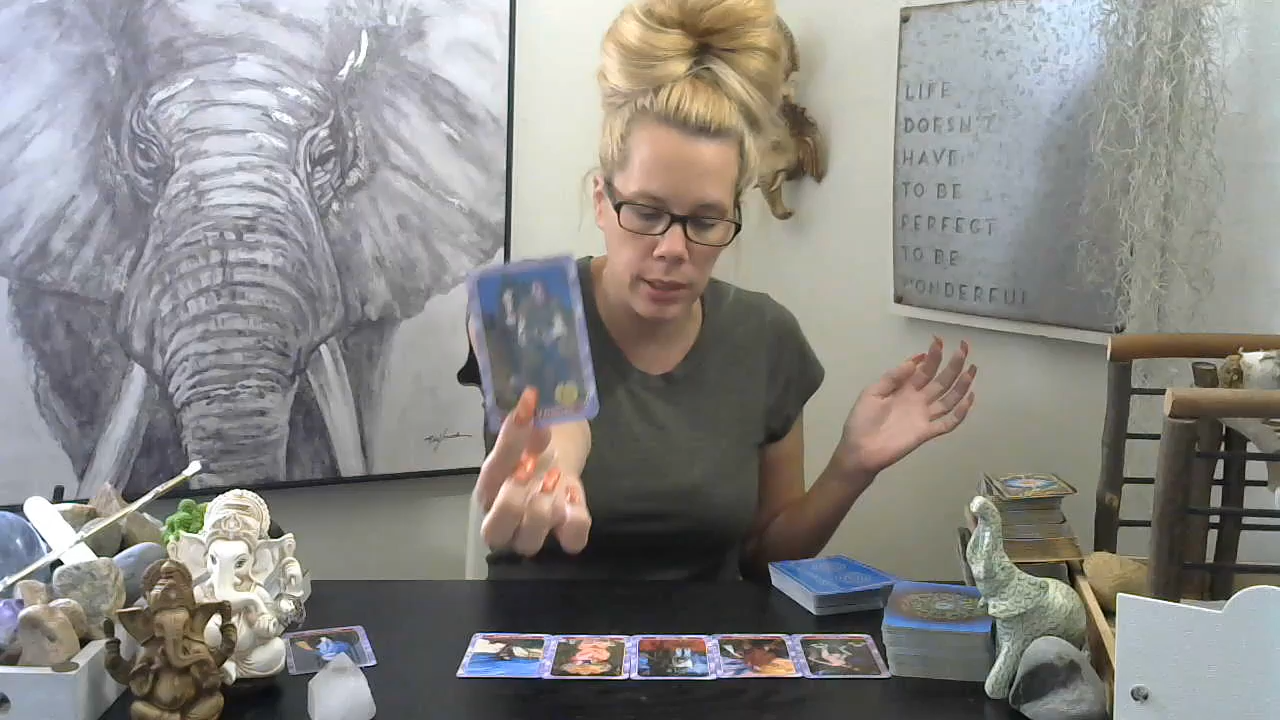 LIFE
DOESN'T
HAVE
TO BE
PERFECT
TO BE
WONDERFUL